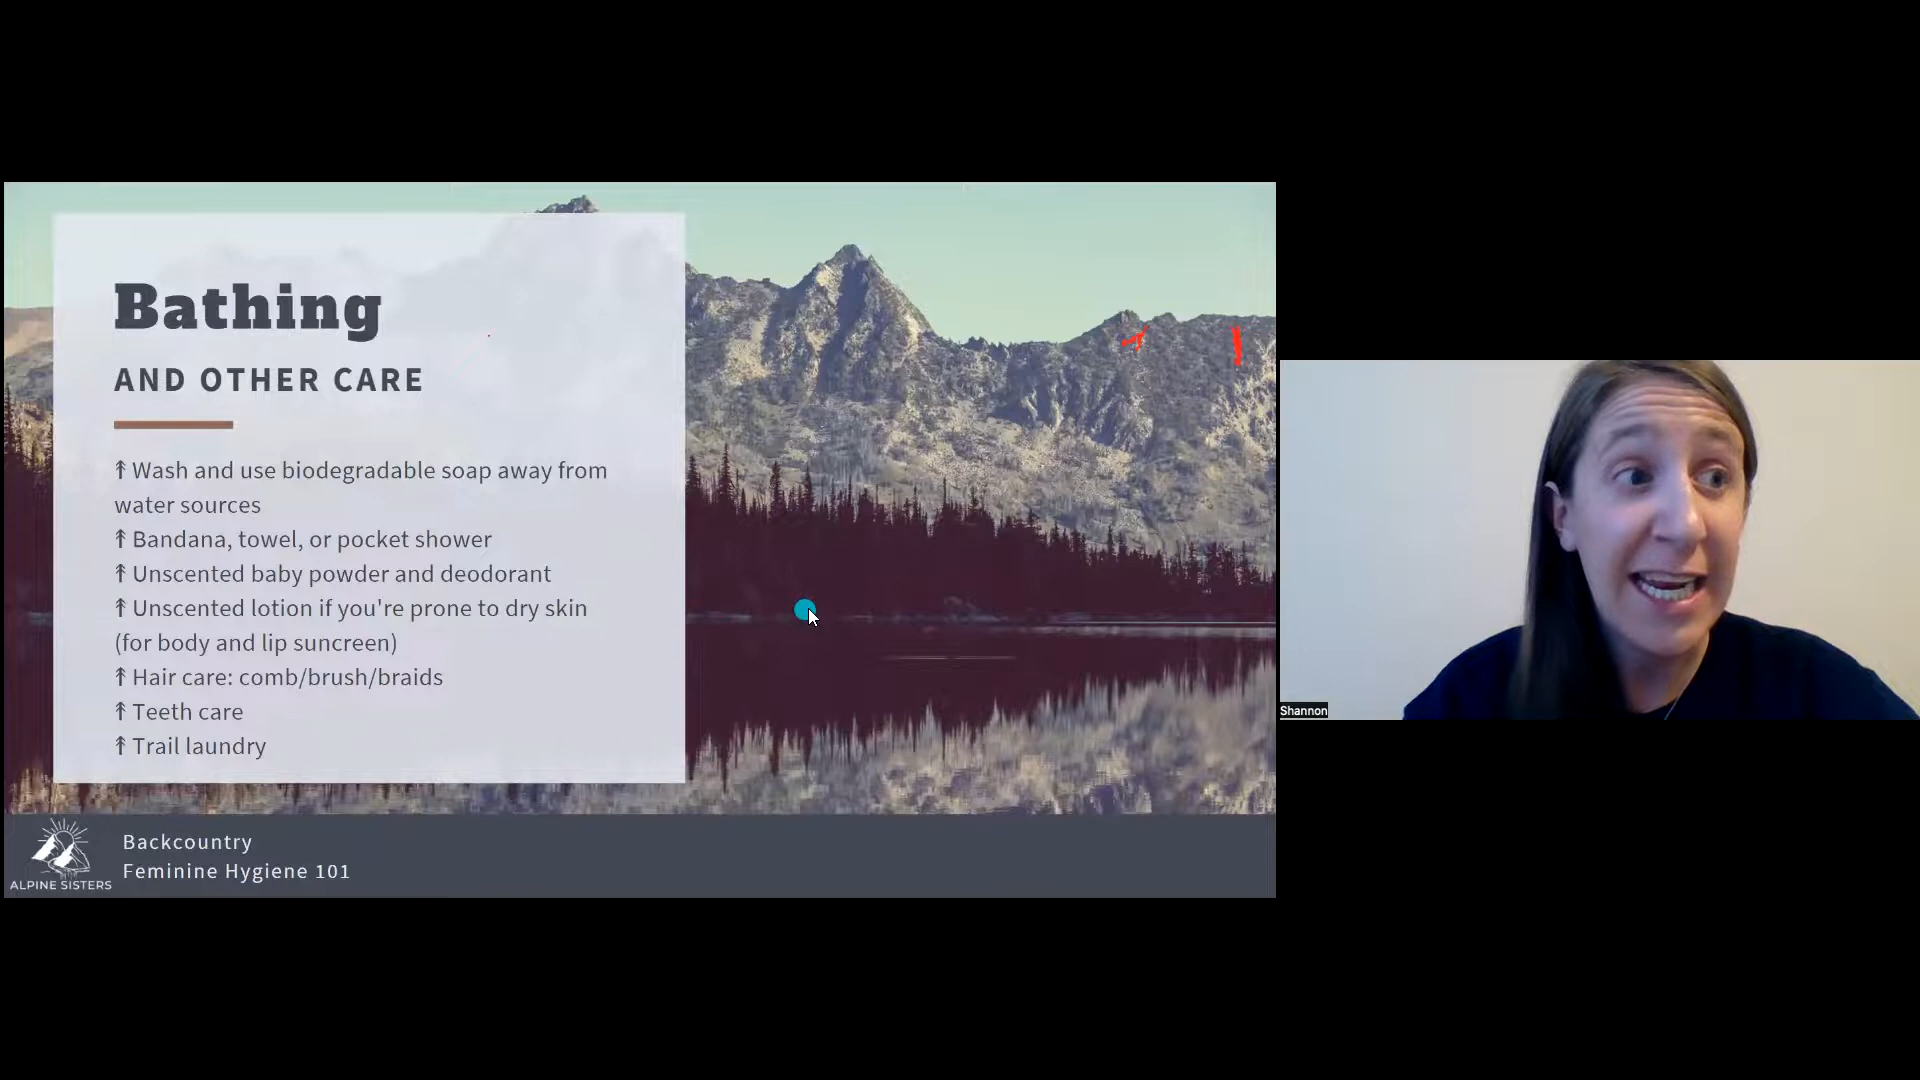 Bathing
AND OTHER CARE
Wash and use biodegradable soap away from
water sources
Bandana, towel, or pocket shower
Unscented baby powder and deodorant
Unscented lotion if you're prone to dry skin
(for body and lip suncreen)
Hair care: comb/brush/braids
Teeth care
Trail laundry
ALPINE SISTERS
Backcountry
Feminine Hygiene 101
Shannon